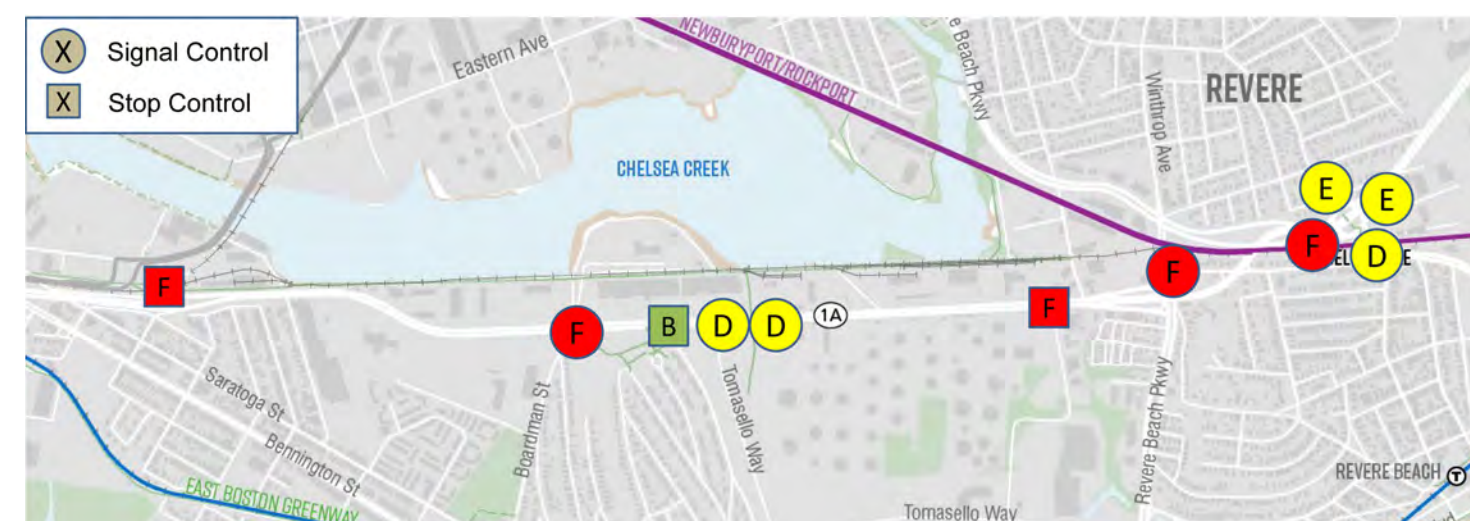 X Signal Control
X Stop Control
Eastern Ave
NEWBURYPORT/ROCKPORT
Beach Pkwy
Winthrop Ave
REVERE
CHELSEA CREEK
E
E
F
D
F
F
F
F
B
D
D
1A
Saratoga St
Bennington St
EAST BOSTON GREENWAY
Boardman St
Tomasello Way
Revere Beach Pkwy
Tomasello Way
REVERE BEACH T